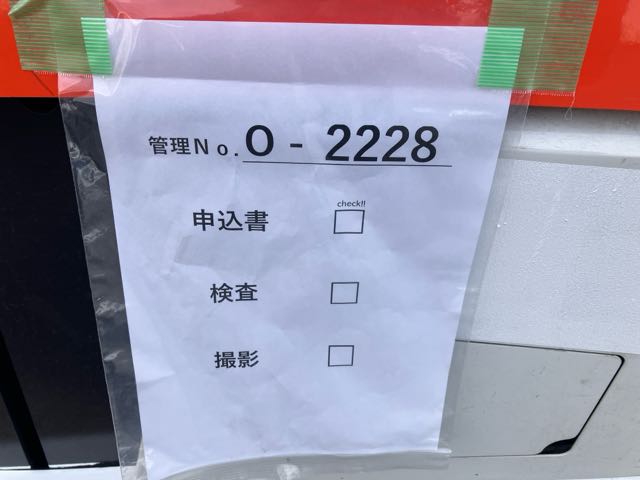 管理No.O-2228
check!!
申込書 □
検査 □
撮影 □